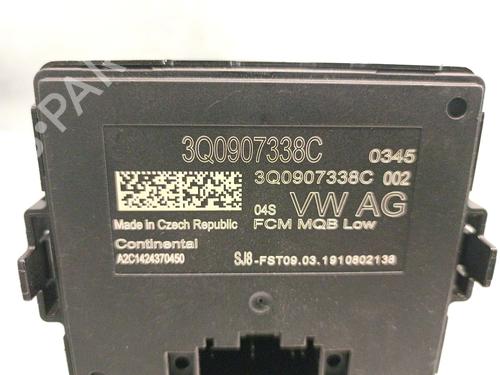 3Q0907338C 0345
3Q0907338C 002
04S VW AG
Made in Czech Republic FCM MQB Low
Continental
A2C1424370450 SJ8-FST09.03.1910802138